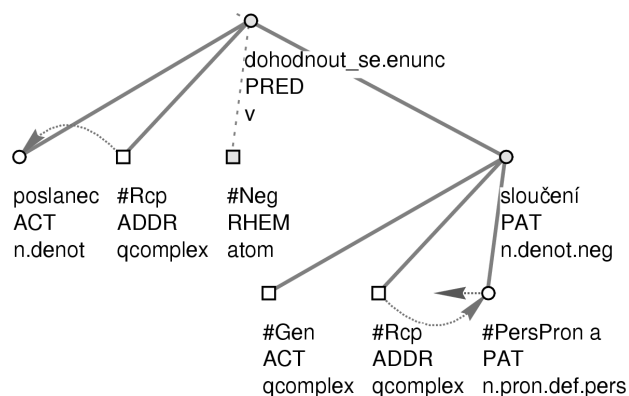 dohodnout_se.enunc
PRED
v
poslanec
ACT
n.denot
#Rcp
ADDR
qcomplex
#Neg
RHEM
atom
sloučení
PAT
n.denot.neg
#Gen
ACT
qcomplex
#Rcp
ADDR
qcomplex
#PersPron a
PAT
n.pron.def.pers